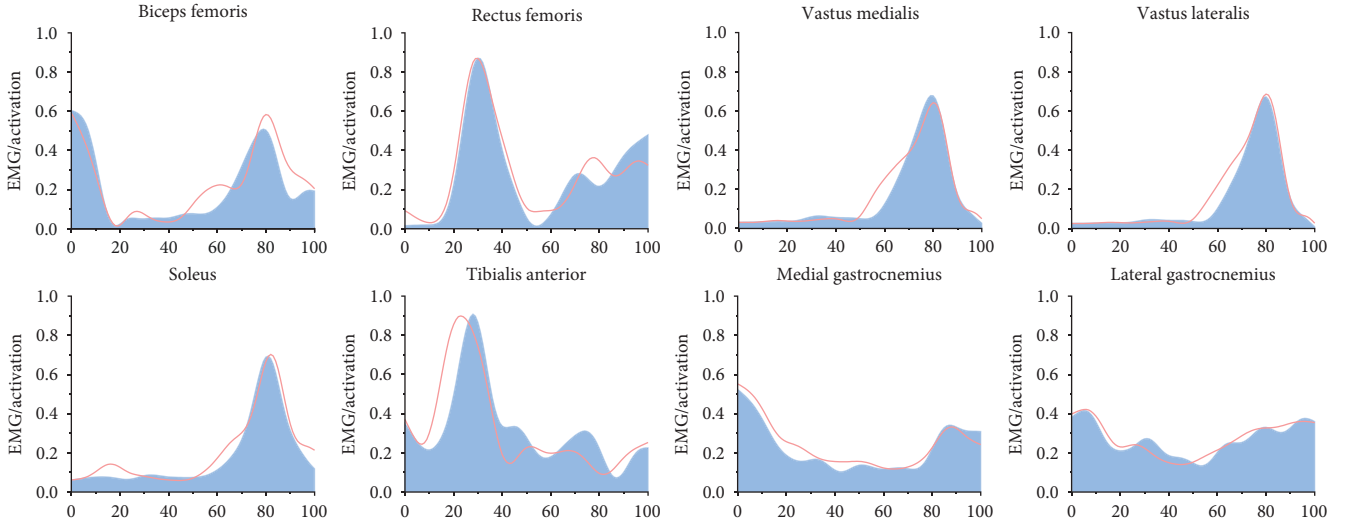 Biceps femoris
EMG/activation
1.0
0.8
0.6
0.4
0.2
0.0
0 20 40 60 80 100
Rectus femoris
EMG/activation
1.0
0.8
0.6
0.4
0.2
0.0
0 20 40 60 80 100
Vastus medialis
EMG/activation
1.0
0.8
0.6
0.4
0.2
0.0
0 20 40 60 80 100
Vastus lateralis
EMG/activation
1.0
0.8
0.6
0.4
0.2
0.0
0 20 40 60 80 100
Soleus
EMG/activation
1.0
0.8
0.6
0.4
0.2
0.0
0 20 40 60 80 100
Tibialis anterior
EMG/activation
1.0
0.8
0.6
0.4
0.2
0.0
0 20 40 60 80 100
Medial gastrocnemius
EMG/activation
1.0
0.8
0.6
0.4
0.2
0.0
0 20 40 60 80 100
Lateral gastrocnemius
EMG/activation
1.0
0.8
0.6
0.4
0.2
0.0
0 20 40 60 80 100